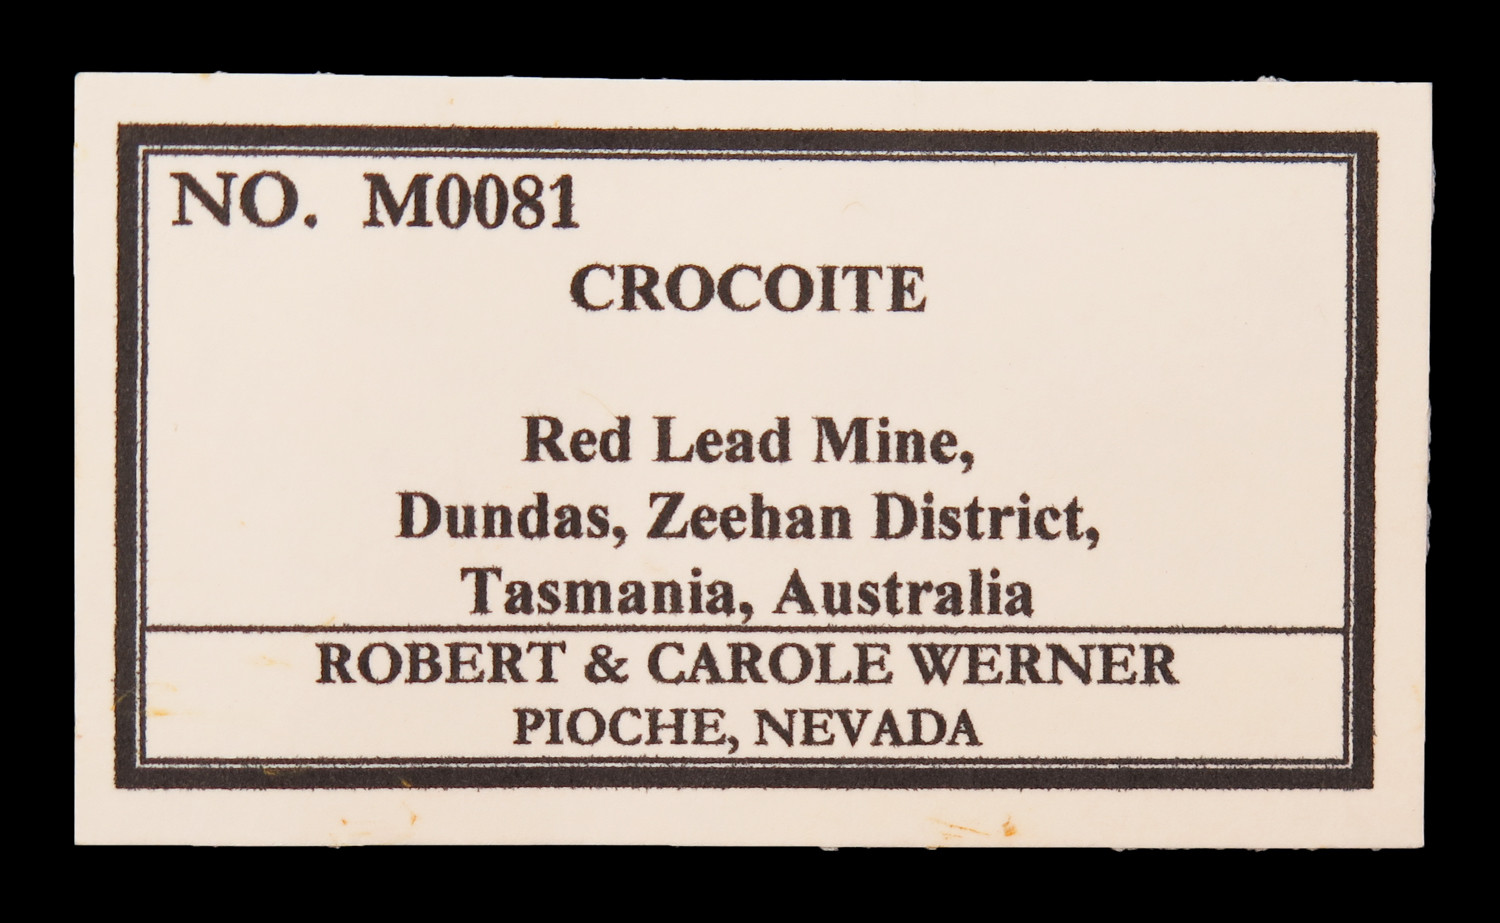 NO. M0081
CROCOITE
Red Lead Mine,
Dundas, Zeehan District,
Tasmania, Australia
ROBERT & CAROLE WERNER
PIOCHE, NEVADA